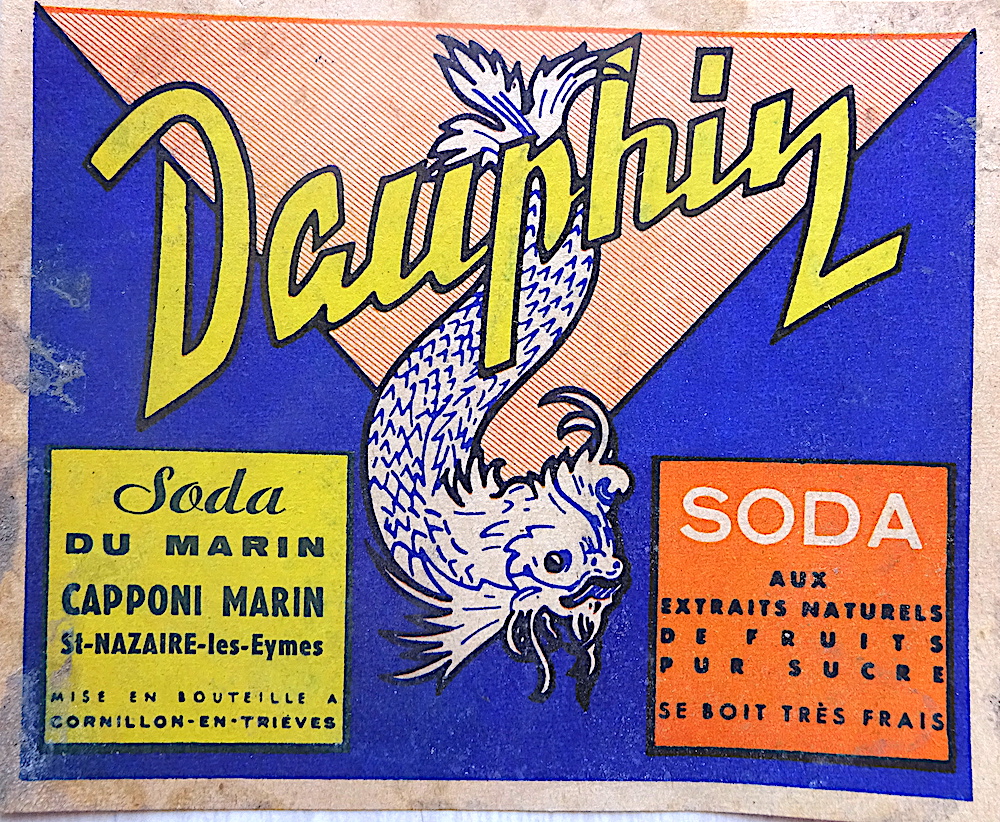 Dauphin
Soda
DU MARIN
CAPPONI MARIN
St-NAZAIRE-les-Eymes
MISE EN BOUTEILLE A
CORNILLON-EN-TRIÈVES
SODA
AUX
EXTRAITS NATURELS
DE FRUITS
PUR SUCRE
SE BOIT TRÈS FRAIS